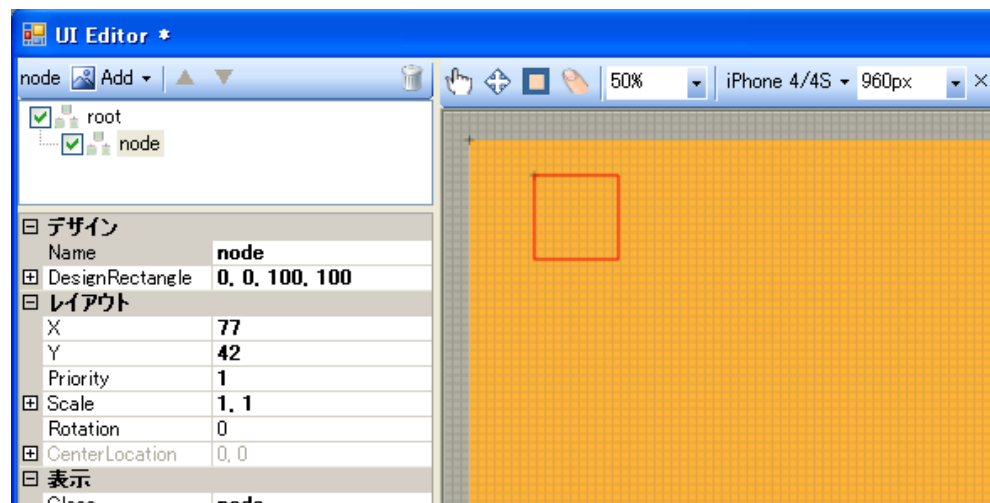 UI Editor *
node Add
50% iPhone 4/4S 960px
root
node
デザイン
Name node
DesignRectangle 0, 0, 100, 100
レイアウト
X 77
Y 42
Priority 1
Scale 1, 1
Rotation 0
CenterLocation 0, 0
表示
Class node